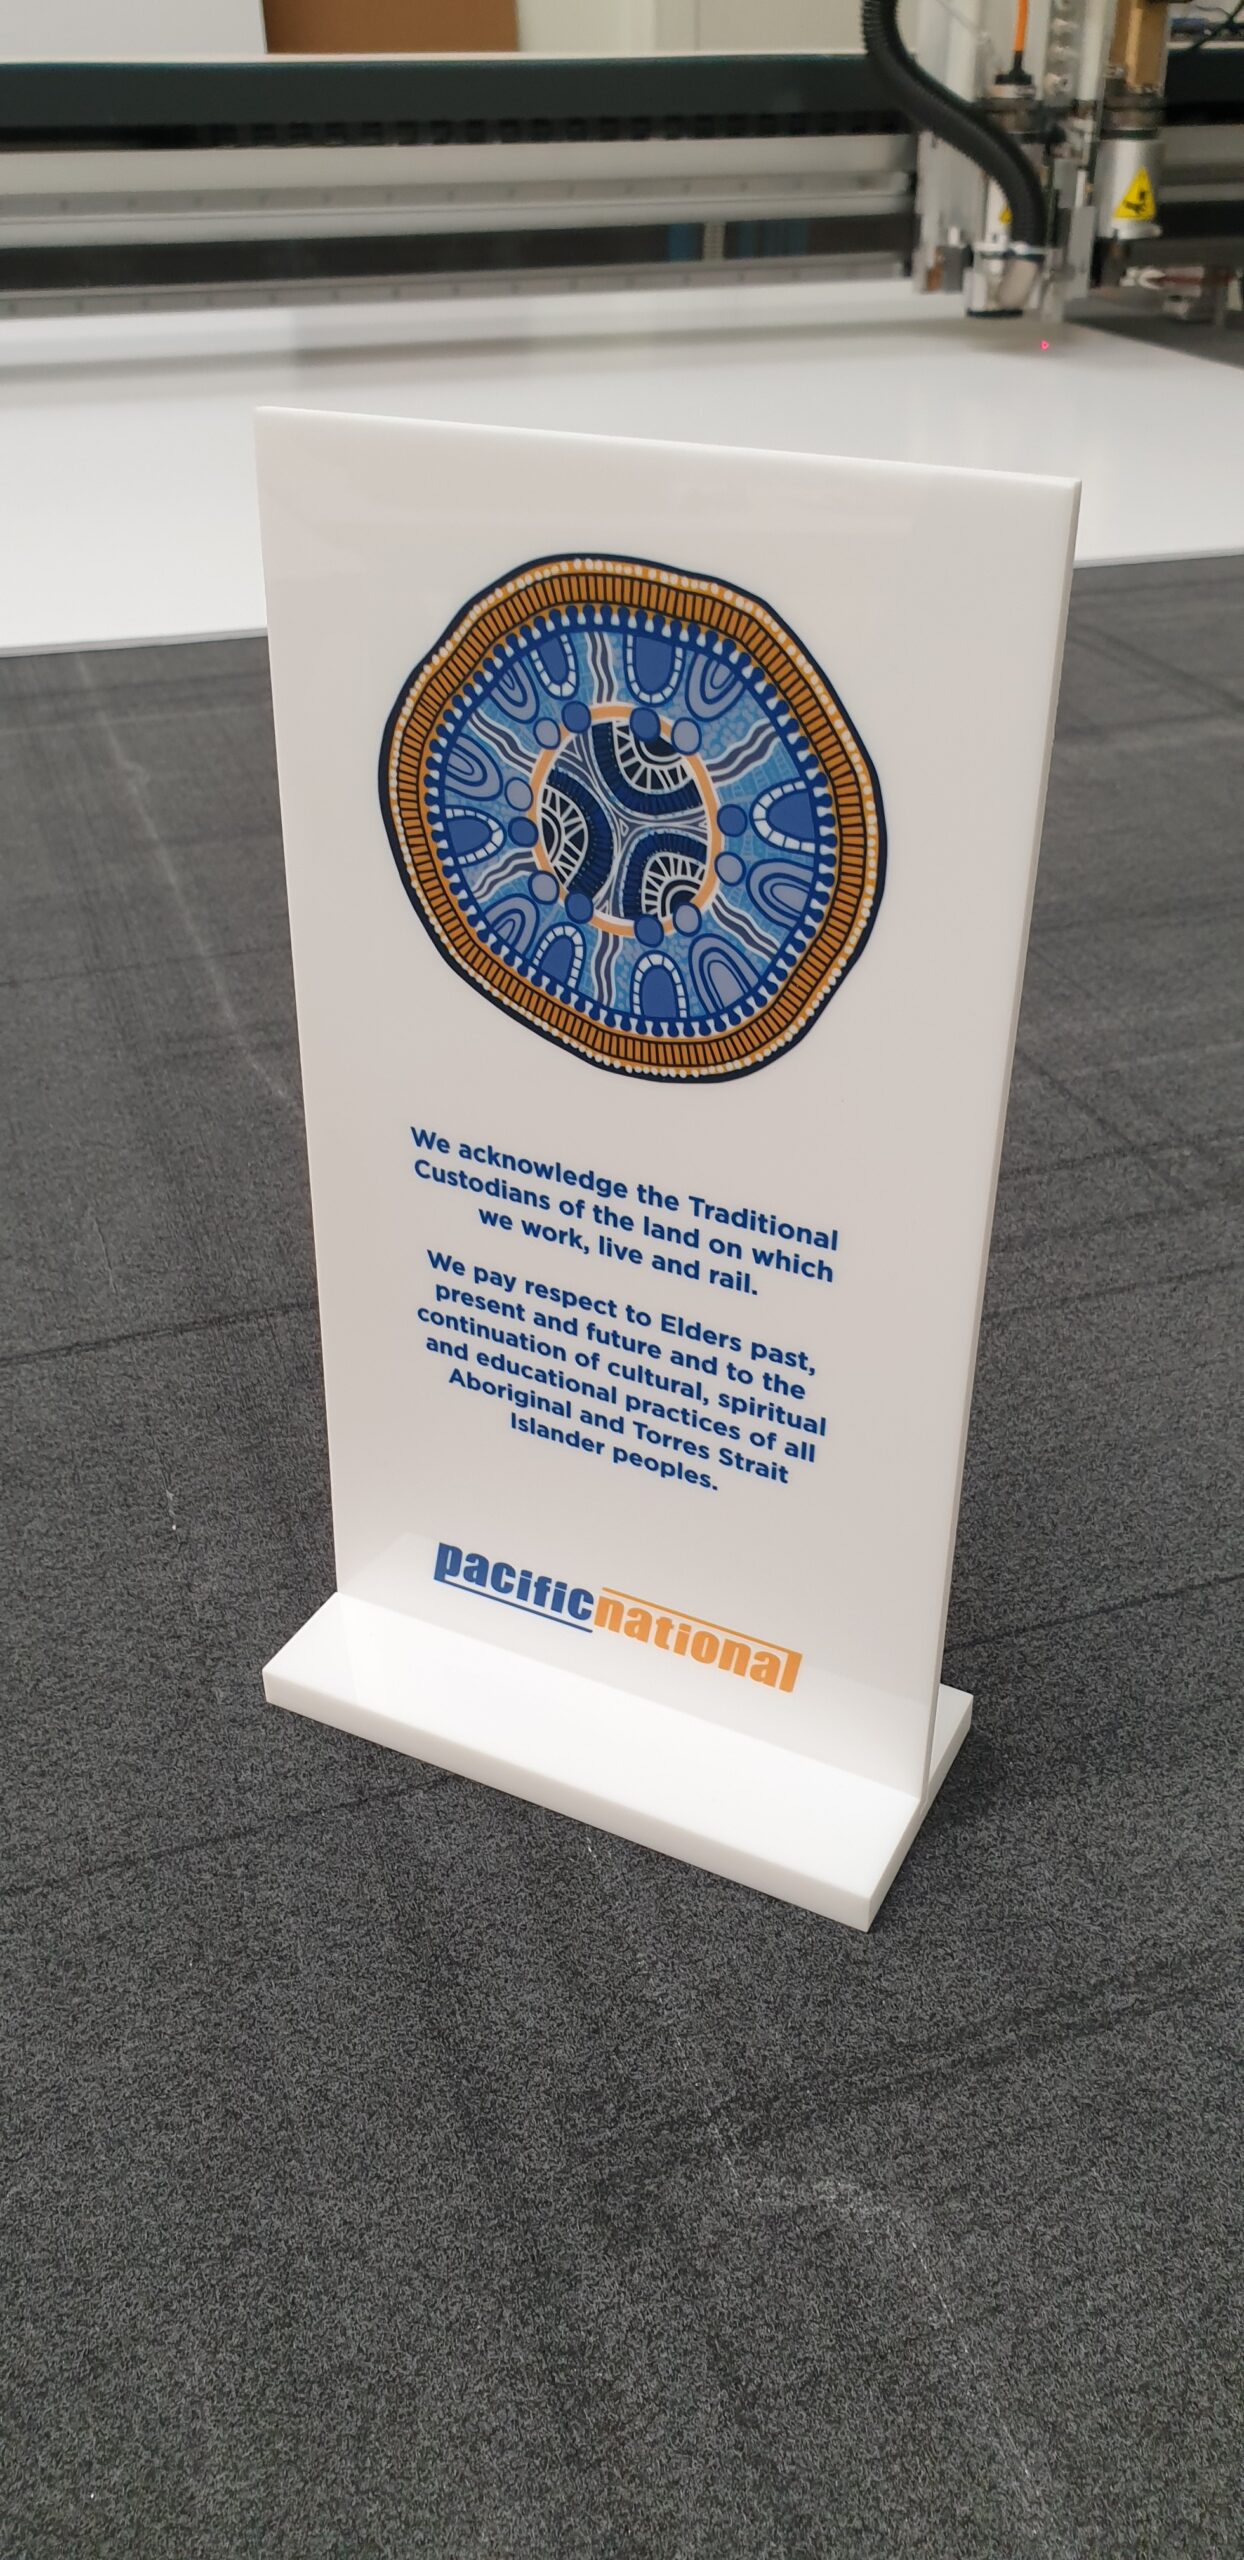 We acknowledge the Traditional
Custodians of the land on which
we work, live and rail.
We pay respect to Elders past,
present and future and to the
continuation of cultural, spiritual
and educational practices of all
Aboriginal and Torres Strait
Islander peoples.
pacificnational